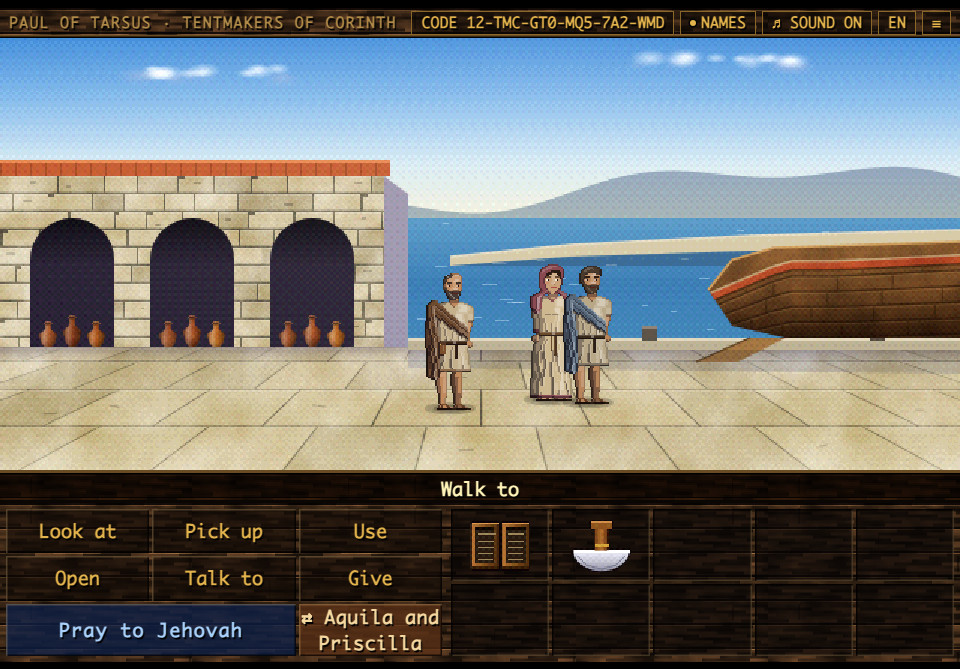 PAUL OF TARSUS · TENTMAKERS OF CORINTH
CODE 12-TMC-GT0-MQ5-7A2-WMD
• NAMES
♬ SOUND ON
EN
≡
Walk to
Look at
Pick up
Use
Open
Talk to
Give
Pray to Jehovah
⇄ Aquila and
Priscilla